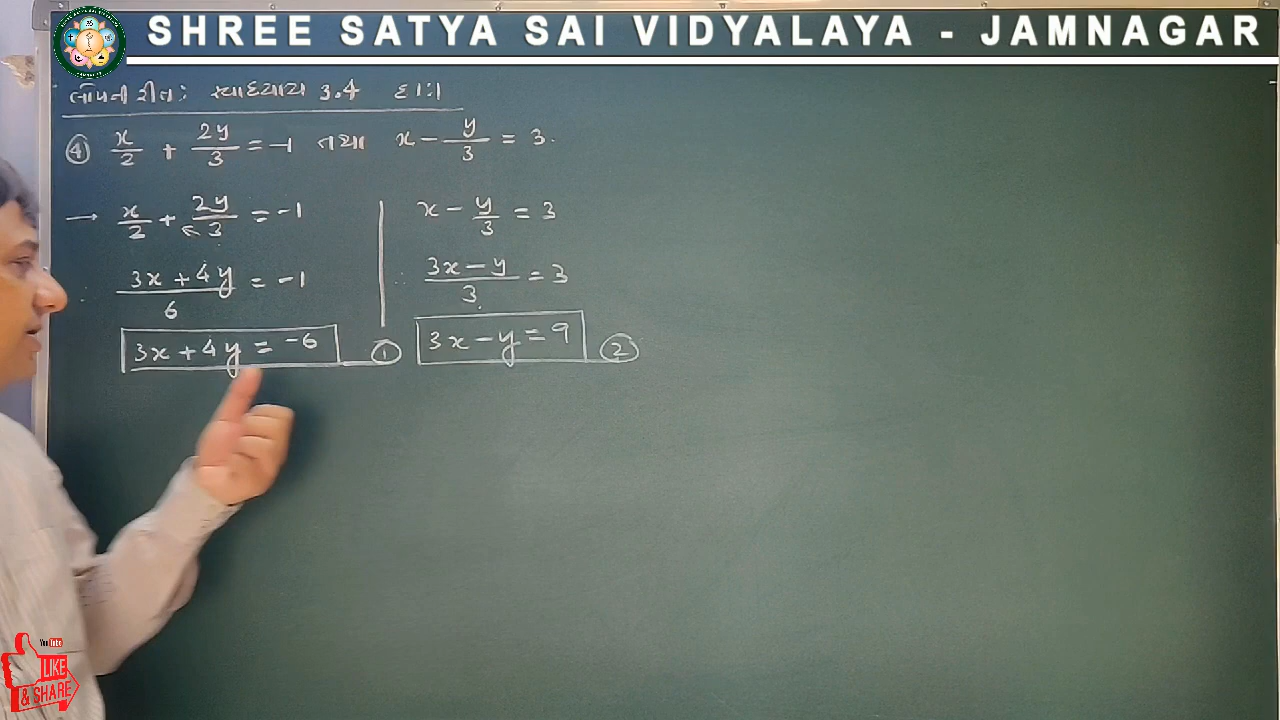 SHREE SATYA SAI VIDYALAYA - JAMNAGAR
લોપની રીત: સ્વાધ્યાય 3.4 દા.1
④ x/2 + 2y/3 = -1 તથા x - y/3 = 3.
→ x/2 + 2y/3 = -1
∴ (3x + 4y)/6 = -1
3x + 4y = -6 ①
x - y/3 = 3
∴ (3x - y)/3 = 3
3x - y = 9 ②
YouTube
LIKE
& SHARE